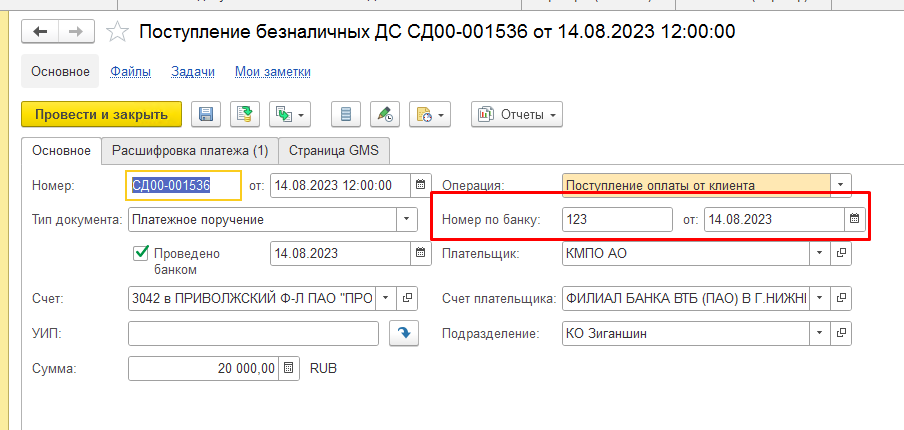 Поступление безналичных ДС СД00-001536 от 14.08.2023 12:00:00
Основное Файлы Задачи Мои заметки
Провести и закрыть Отчеты
Основное Расшифровка платежа (1) Страница GMS
Номер: СД00-001536 от: 14.08.2023 12:00:00 Операция: Поступление оплаты от клиента
Тип документа: Платежное поручение Номер по банку: 123 от: 14.08.2023
Проведено банком 14.08.2023 Плательщик: КМПО АО
Счет: 3042 в ПРИВОЛЖСКИЙ Ф-Л ПАО "ПРО Счет плательщика: ФИЛИАЛ БАНКА ВТБ (ПАО) В Г.НИЖН
УИП: Подразделение: КО Зиганшин
Сумма: 20 000,00 RUB